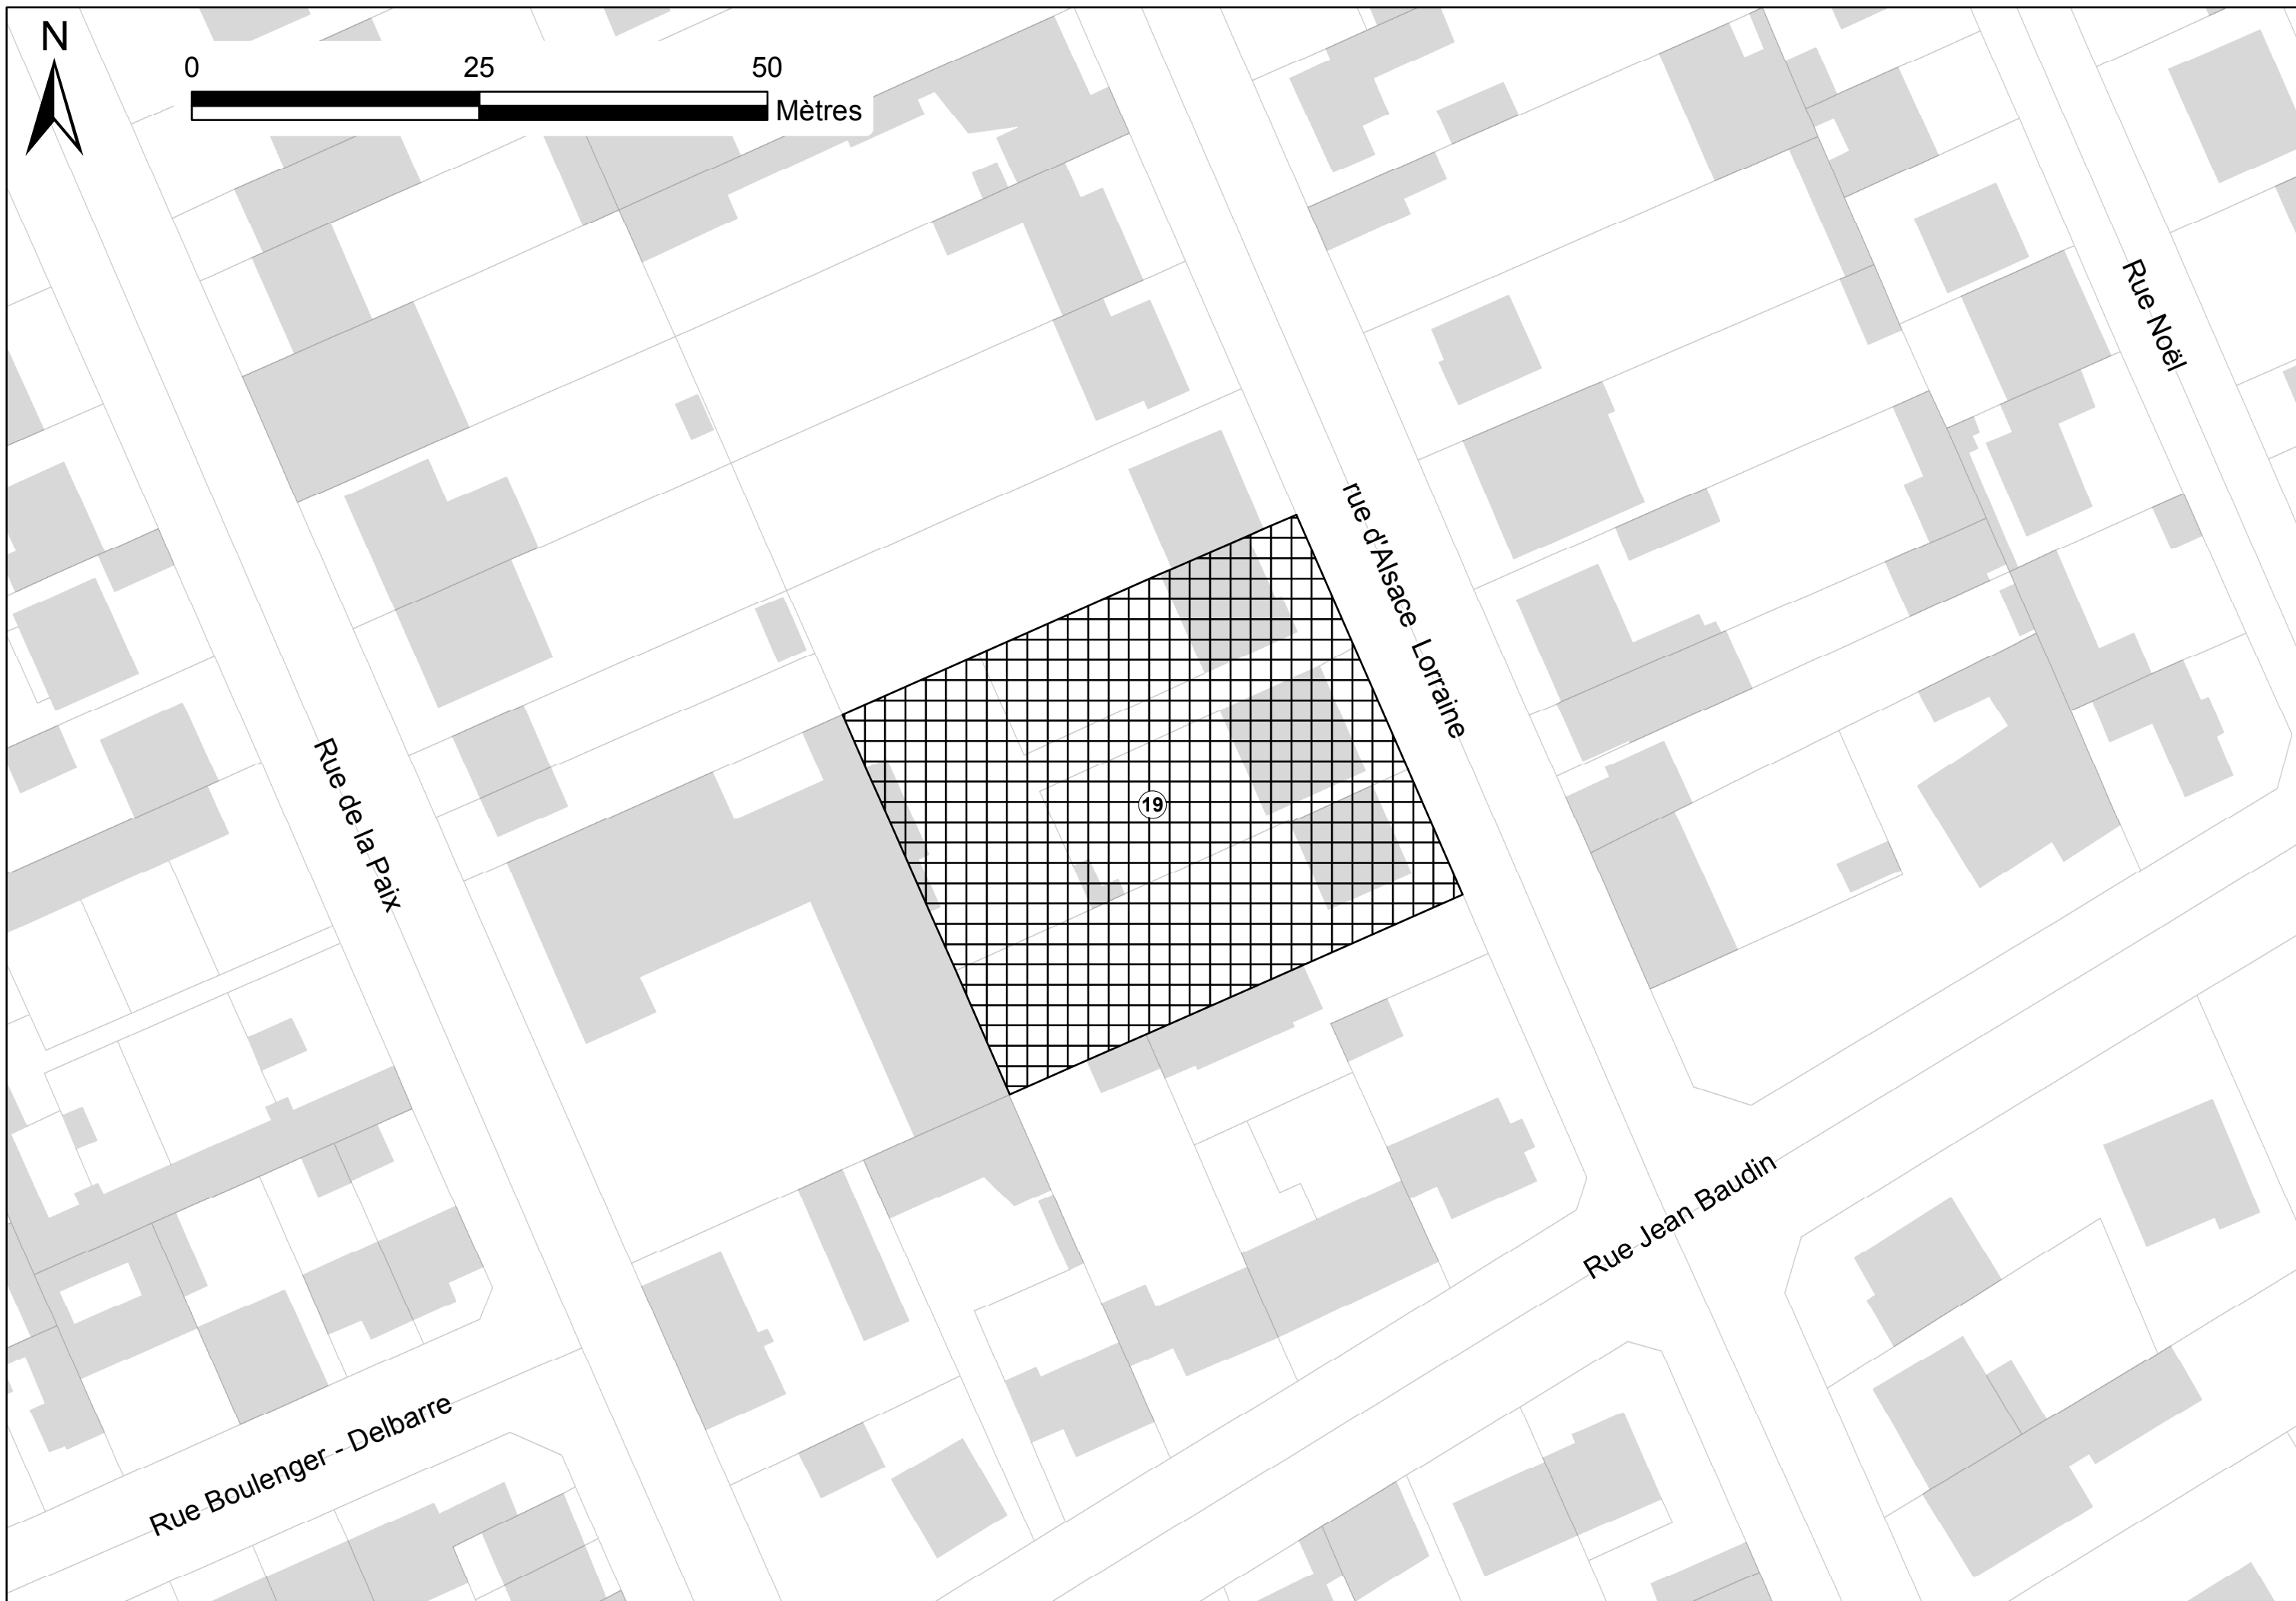 N
0 25 50
Mètres
Rue Noël
rue d'Alsace Lorraine
Rue de la Paix
19
Rue Jean Baudin
Rue Boulenger - Delbarre